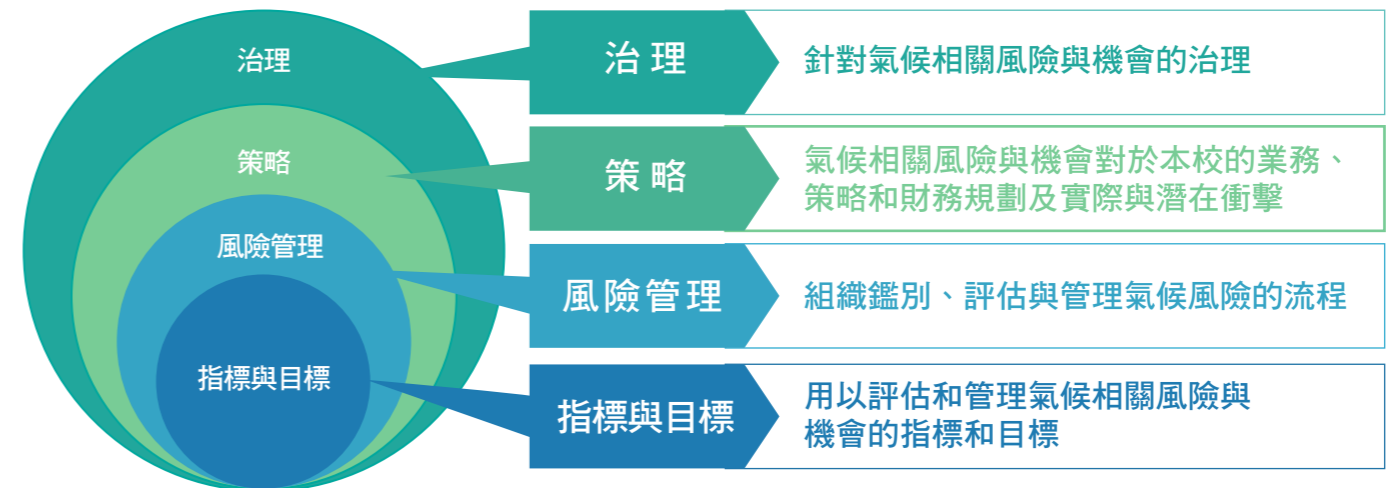 治理
策略
風險管理
指標與目標
治理
針對氣候相關風險與機會的治理
策略
氣候相關風險與機會對於本校的業務、
策略和財務規劃及實際與潛在衝擊
風險管理
組織鑑別、評估與管理氣候風險的流程
指標與目標
用以評估和管理氣候相關風險與
機會的指標和目標